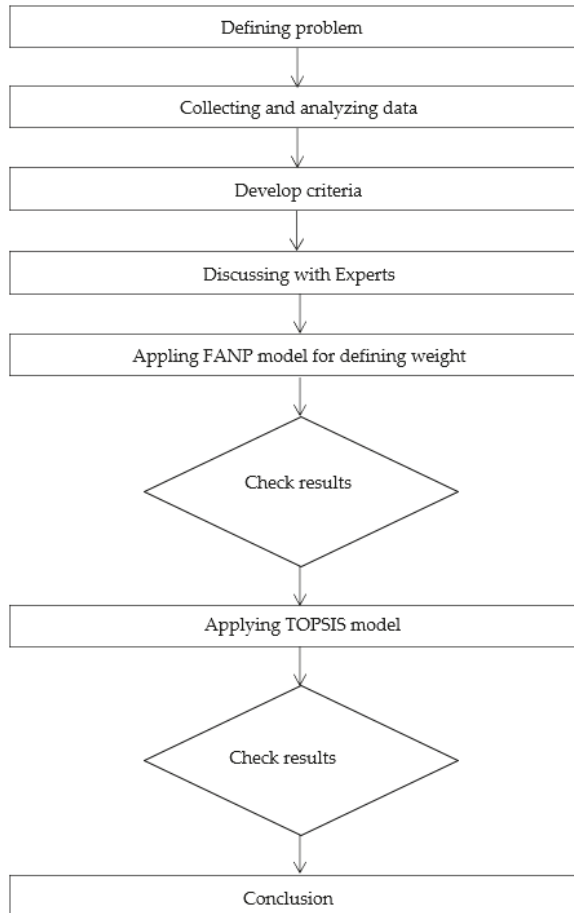 Defining problem
Collecting and analyzing data
Develop criteria
Discussing with Experts
Appling FANP model for defining weight
Check results
Applying TOPSIS model
Check results
Conclusion